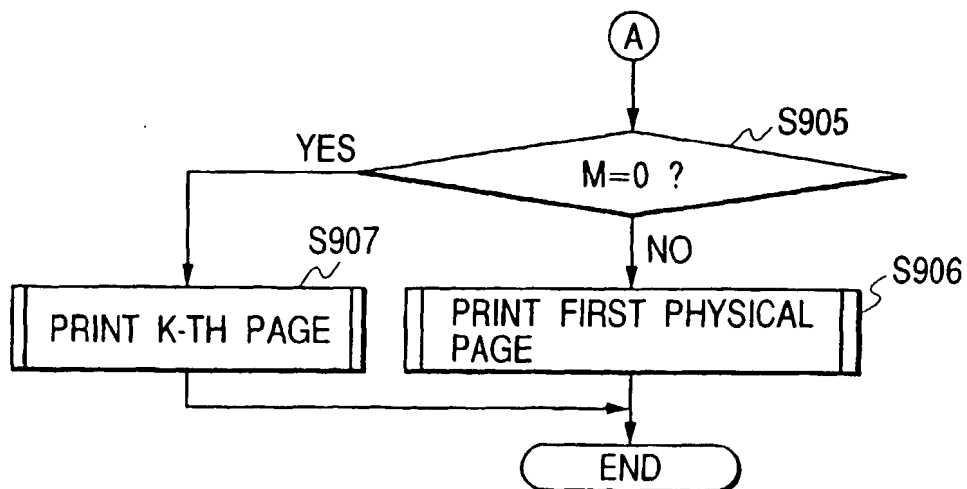 A
S905
YES
M=0 ?
S907
NO
S906
PRINT K-TH PAGE
PRINT FIRST PHYSICAL
PAGE
END